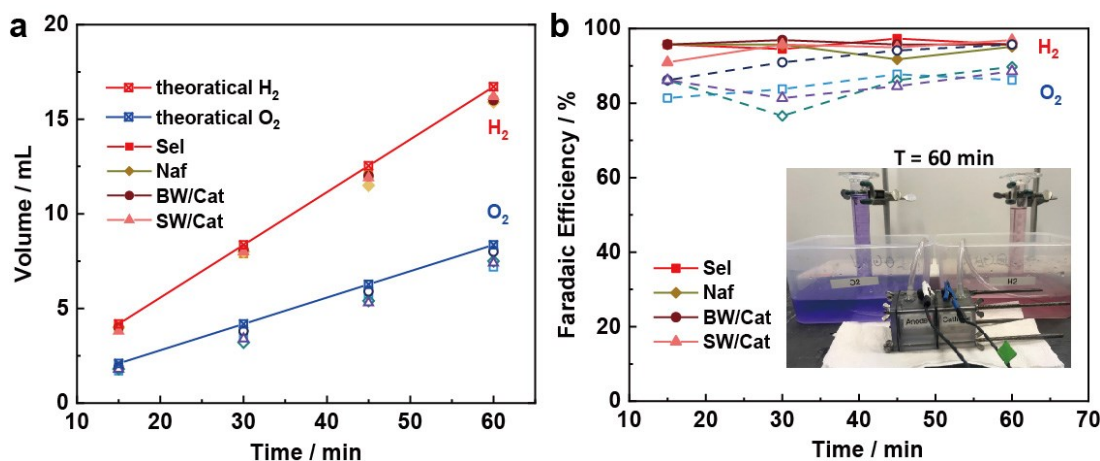 a
20
15
10
5
0
Volume / mL
theoratical H₂
theoratical O₂
Sel
Naf
BW/Cat
SW/Cat
H₂
O₂
10 20 30 40 50 60
Time / min
b
100
80
60
40
20
0
Faradaic Efficiency / %
H₂
O₂
T = 60 min
Sel
Naf
BW/Cat
SW/Cat
O2
H2
Anode
10 20 30 40 50 60 70
Time / min